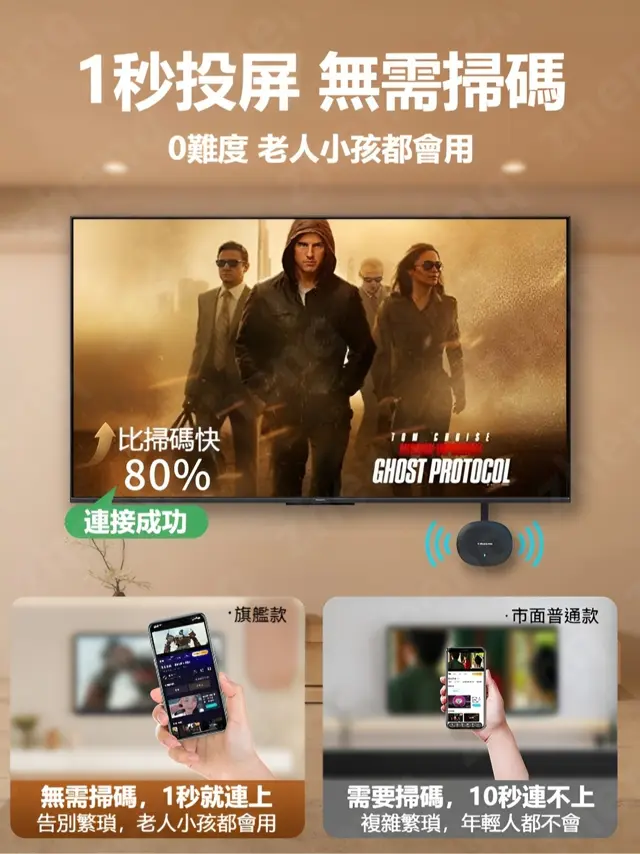 1秒投屏 無需掃碼
0難度 老人小孩都會用
比掃碼快
80%
TOM CRUISE
GHOST PROTOCOL
連接成功
·旗艦款
·市面普通款
無需掃碼，1秒就連上
告別繁瑣，老人小孩都會用
需要掃碼，10秒連不上
複雜繁瑣，年輕人都不會